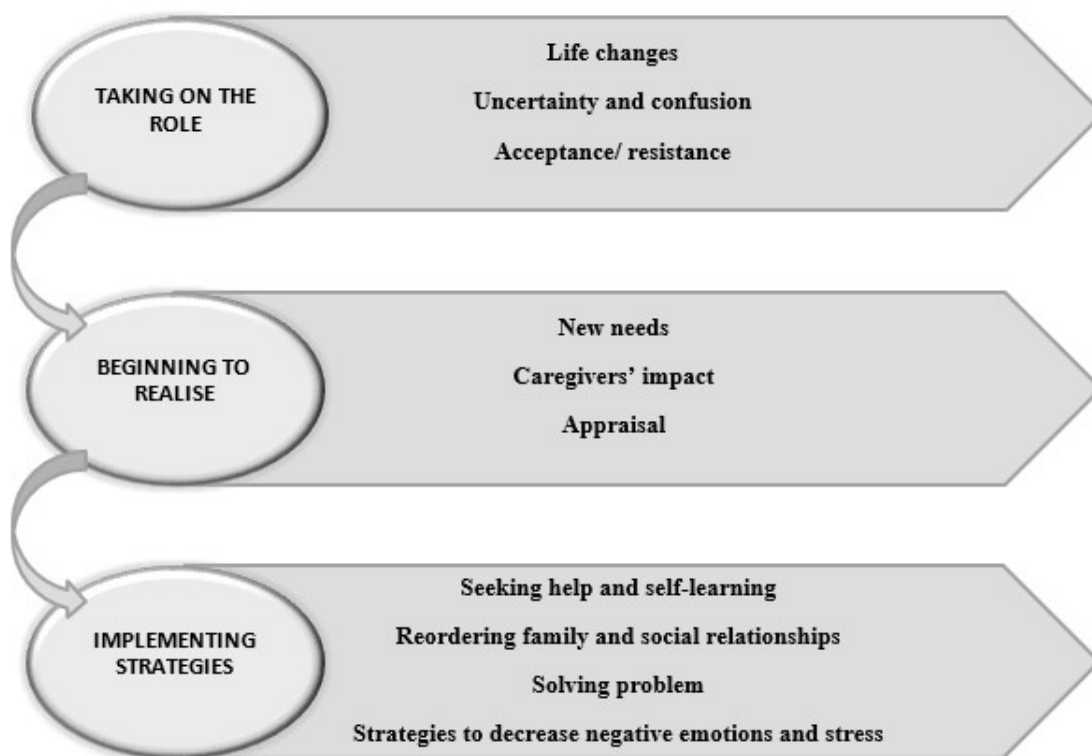 TAKING ON THE
ROLE
Life changes
Uncertainty and confusion
Acceptance/ resistance
BEGINNING TO
REALISE
New needs
Caregivers’ impact
Appraisal
IMPLEMENTING
STRATEGIES
Seeking help and self-learning
Reordering family and social relationships
Solving problem
Strategies to decrease negative emotions and stress